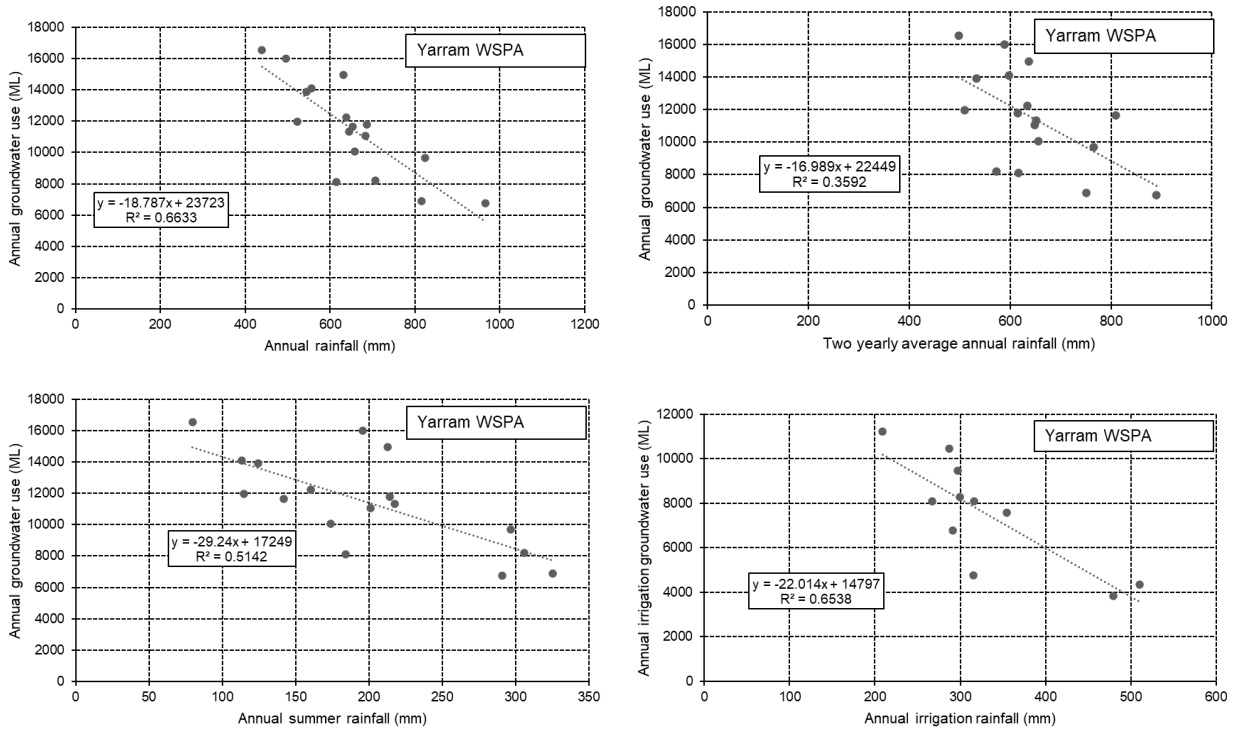 Annual groundwater use (ML)
18000
16000
14000
12000
10000
8000
6000
4000
2000
0
Yarram WSPA
y = -18.787x + 23723
R² = 0.6633
0 200 400 600 800 1000 1200
Annual rainfall (mm)
Annual groundwater use (ML)
18000
16000
14000
12000
10000
8000
6000
4000
2000
0
Yarram WSPA
y = -16.989x + 22449
R² = 0.3592
0 200 400 600 800 1000
Two yearly average annual rainfall (mm)
Annual groundwater use (ML)
18000
16000
14000
12000
10000
8000
6000
4000
2000
0
Yarram WSPA
y = -29.24x + 17249
R² = 0.5142
0 50 100 150 200 250 300 350
Annual summer rainfall (mm)
Annual irrigation groundwater use (ML)
12000
10000
8000
6000
4000
2000
0
Yarram WSPA
y = -22.014x + 14797
R² = 0.6538
0 100 200 300 400 500 600
Annual irrigation rainfall (mm)